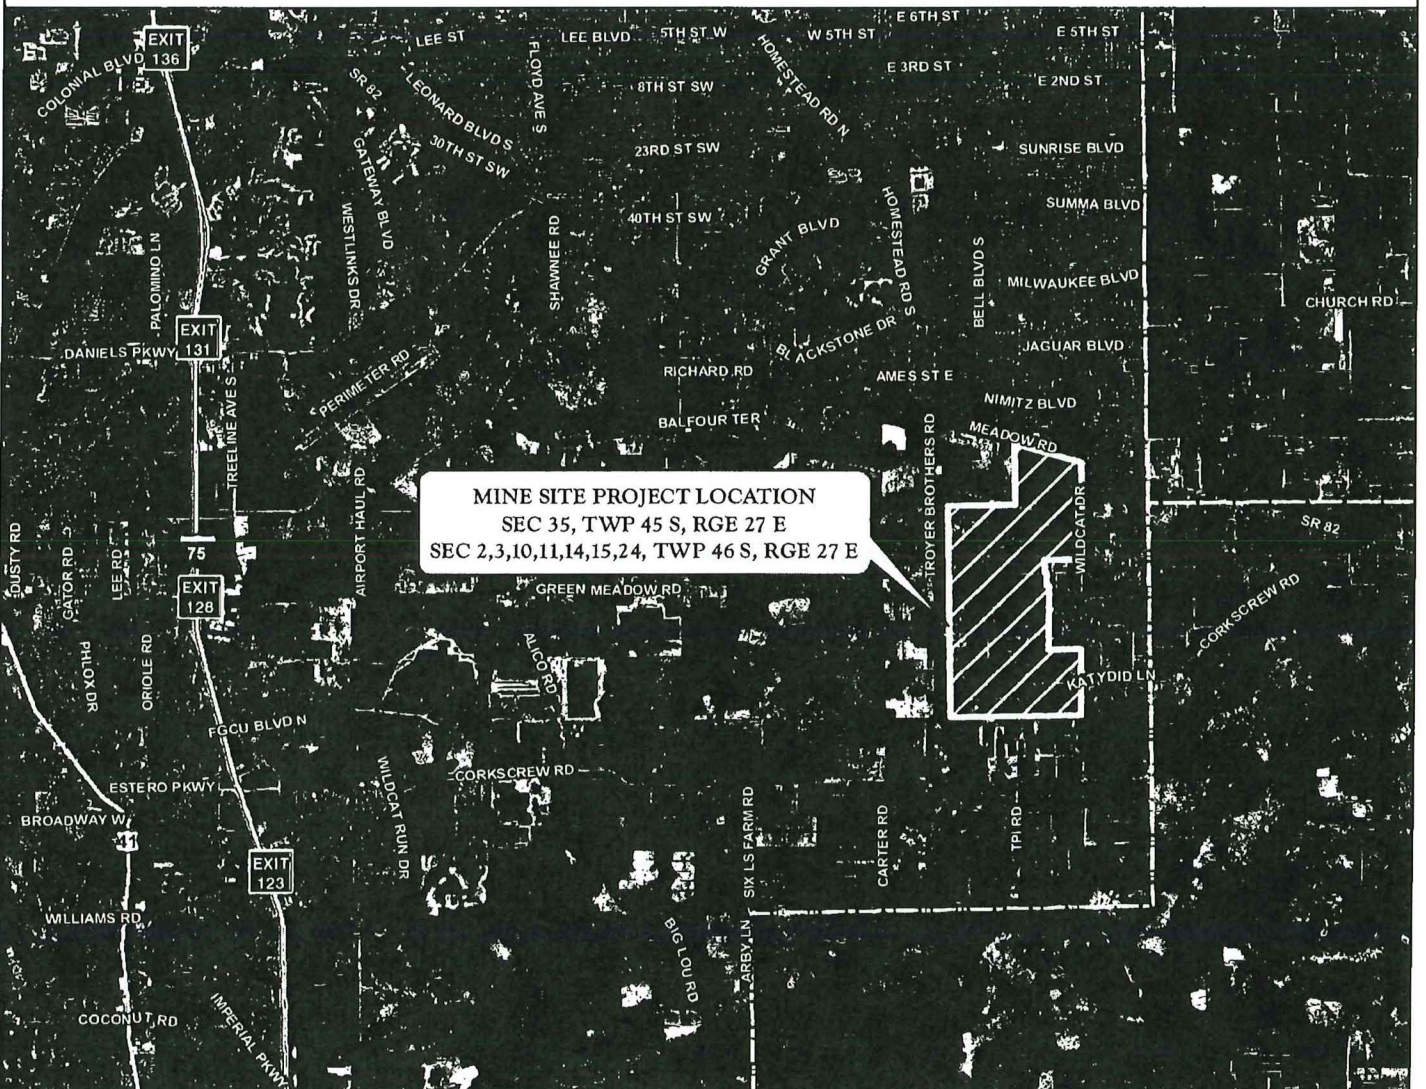 E 6TH ST
EXIT
136
LEE ST
LEE BLVD
5TH ST W
W 5TH ST
E 5TH ST
COLONIAL BLVD
SR 82
LEONARD BLVD S
FLOYD AVE S
HOMESTEAD RD N
E 3RD ST
E 2ND ST
8TH ST SW
30TH ST SW
23RD ST SW
SUNRISE BLVD
GATEWAY BLVD
WESTLINKS DR
40TH ST SW
HOMESTEAD RD S
SUMMA BLVD
PALOMINO LN
SHAWNEE RD
GRANT BLVD
BELL BLVD S
MILWAUKEE BLVD
CHURCH RD
EXIT
131
DANIELS PKWY
BLACKSTONE DR
JAGUAR BLVD
PERIMETER RD
RICHARD RD
AMES ST E
TREELINE AVE S
NIMITZ BLVD
BALFOUR TER
MEADOW RD
MINE SITE PROJECT LOCATION
SEC 35, TWP 45 S, RGE 27 E
SEC 2,3,10,11,14,15,24, TWP 46 S, RGE 27 E
TROYER BROTHERS RD
WILDCAT DR
SR 82
DUSTY RD
GATOR RD
LEE RD
75
AIRPORT HAUL RD
EXIT
128
GREEN MEADOW RD
CORKSCREW RD
PHLOX DR
ORIOLE RD
ALICO RD
KATYDID LN
FGCU BLVD N
WILDCAT RUN DR
CORKSCREW RD
ESTERO PKWY
BROADWAY W
41
SIX LS FARM RD
CARTER RD
TPI RD
EXIT
123
WILLIAMS RD
BIG LOU RD
ARBY LN
COCONUT RD
IMPERIAL PKWY